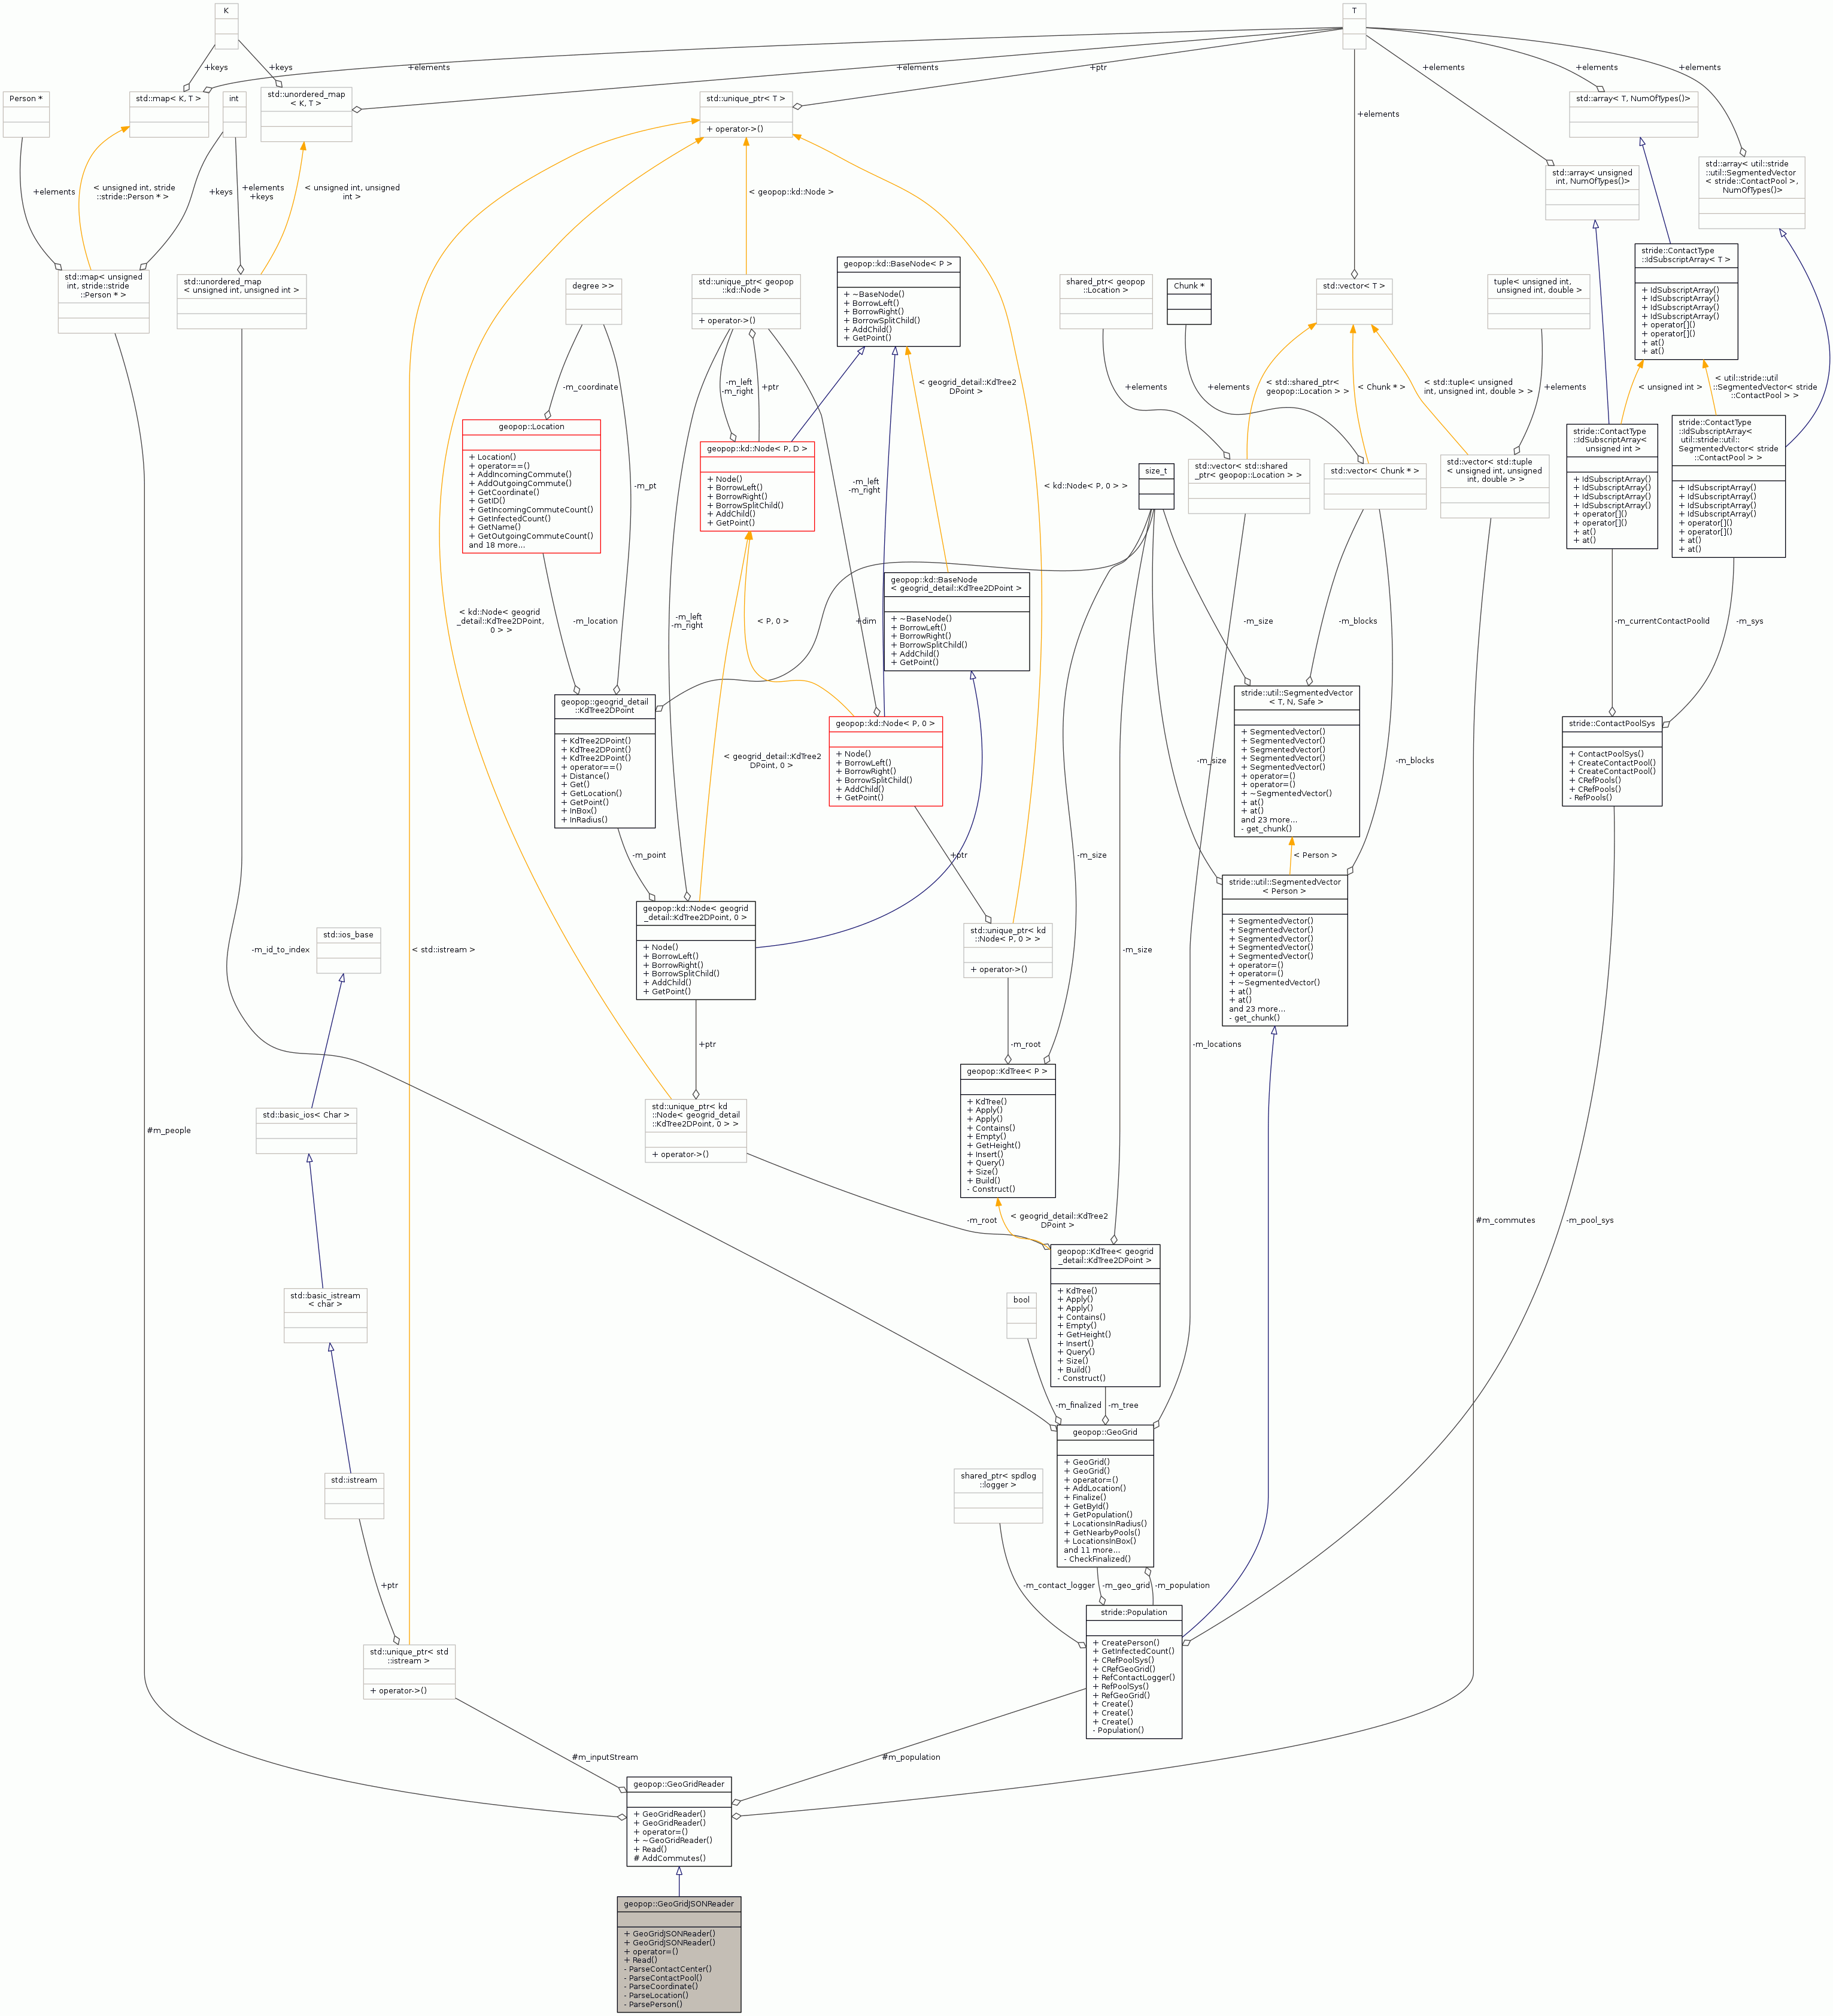 K
T
+keys
+keys
+elements
+elements
+ptr
+elements
+elements
+elements
+elements
Person *
std::map< K, T >
int
std::unordered_map
< K, T >
std::unique_ptr< T >
+ operator->()
std::array< T, NumOfTypes()>
std::array< unsigned
int, NumOfTypes()>
std::array< util::stride
::util::SegmentedVector
< stride::ContactPool >,
NumOfTypes()>
+elements
< unsigned int, stride
::stride::Person * >
+keys
+elements
+keys
< unsigned int, unsigned
int >
< geopop::kd::Node >
std::map< unsigned
int, stride::stride
::Person * >
std::unordered_map
< unsigned int, unsigned int >
degree >>
std::unique_ptr< geopop
::kd::Node >
+ operator->()
geopop::kd::BaseNode< P >
+ ~BaseNode()
+ BorrowLeft()
+ BorrowRight()
+ BorrowSplitChild()
+ AddChild()
+ GetPoint()
shared_ptr< geopop
::Location >
Chunk *
std::vector< T >
tuple< unsigned int,
unsigned int, double >
stride::ContactType
::IdSubscriptArray< T >
+ IdSubscriptArray()
+ IdSubscriptArray()
+ IdSubscriptArray()
+ IdSubscriptArray()
+ operator[]()
+ operator[]()
+ at()
+ at()
-m_coordinate
-m_left
-m_right
+ptr
< geogrid_detail::KdTree2
DPoint >
+elements
+elements
< std::shared_ptr<
geopop::Location > >
< Chunk * >
< std::tuple< unsigned
int, unsigned int, double > >
+elements
< unsigned int >
< util::stride::util
::SegmentedVector< stride
::ContactPool > >
geopop::Location
+ Location()
+ operator==()
+ AddIncomingCommute()
+ AddOutgoingCommute()
+ GetCoordinate()
+ GetID()
+ GetIncomingCommuteCount()
+ GetInfectedCount()
+ GetName()
+ GetOutgoingCommuteCount()
and 18 more...
-m_pt
geopop::kd::Node< P, D >
+ Node()
+ BorrowLeft()
+ BorrowRight()
+ BorrowSplitChild()
+ AddChild()
+ GetPoint()
-m_left
-m_right
< kd::Node< P, 0 > >
size_t
std::vector< std::shared
_ptr< geopop::Location > >
std::vector< Chunk * >
std::vector< std::tuple
< unsigned int, unsigned
int, double > >
stride::ContactType
::IdSubscriptArray<
unsigned int >
+ IdSubscriptArray()
+ IdSubscriptArray()
+ IdSubscriptArray()
+ IdSubscriptArray()
+ operator[]()
+ operator[]()
+ at()
+ at()
stride::ContactType
::IdSubscriptArray<
util::stride::util::
SegmentedVector< stride
::ContactPool > >
+ IdSubscriptArray()
+ IdSubscriptArray()
+ IdSubscriptArray()
+ IdSubscriptArray()
+ operator[]()
+ operator[]()
+ at()
+ at()
geopop::kd::BaseNode
< geogrid_detail::KdTree2DPoint >
+ ~BaseNode()
+ BorrowLeft()
+ BorrowRight()
+ BorrowSplitChild()
+ AddChild()
+ GetPoint()
< kd::Node< geogrid
_detail::KdTree2DPoint,
0 > >
-m_location
-m_left
-m_right
< P, 0 >
+dim
-m_size
-m_blocks
-m_currentContactPoolId
-m_sys
geopop::geogrid_detail
::KdTree2DPoint
+ KdTree2DPoint()
+ KdTree2DPoint()
+ KdTree2DPoint()
+ operator==()
+ Distance()
+ Get()
+ GetLocation()
+ GetPoint()
+ InBox()
+ InRadius()
< geogrid_detail::KdTree2
DPoint, 0 >
geopop::kd::Node< P, 0 >
+ Node()
+ BorrowLeft()
+ BorrowRight()
+ BorrowSplitChild()
+ AddChild()
+ GetPoint()
-m_size
stride::util::SegmentedVector
< T, N, Safe >
+ SegmentedVector()
+ SegmentedVector()
+ SegmentedVector()
+ SegmentedVector()
+ SegmentedVector()
+ operator=()
+ operator=()
+ ~SegmentedVector()
+ at()
+ at()
and 23 more...
- get_chunk()
-m_blocks
stride::ContactPoolSys
+ ContactPoolSys()
+ CreateContactPool()
+ CreateContactPool()
+ CRefPools()
+ CRefPools()
- RefPools()
-m_point
+ptr
-m_size
< Person >
std::ios_base
-m_id_to_index
< std::istream >
geopop::kd::Node< geogrid
_detail::KdTree2DPoint, 0 >
+ Node()
+ BorrowLeft()
+ BorrowRight()
+ BorrowSplitChild()
+ AddChild()
+ GetPoint()
std::unique_ptr< kd
::Node< P, 0 > >
+ operator->()
-m_size
stride::util::SegmentedVector
< Person >
+ SegmentedVector()
+ SegmentedVector()
+ SegmentedVector()
+ SegmentedVector()
+ SegmentedVector()
+ operator=()
+ operator=()
+ ~SegmentedVector()
+ at()
+ at()
and 23 more...
- get_chunk()
+ptr
-m_root
-m_locations
std::basic_ios< Char >
#m_people
std::unique_ptr< kd
::Node< geogrid_detail
::KdTree2DPoint, 0 > >
+ operator->()
geopop::KdTree< P >
+ KdTree()
+ Apply()
+ Apply()
+ Contains()
+ Empty()
+ GetHeight()
+ Insert()
+ Query()
+ Size()
+ Build()
- Construct()
-m_root
< geogrid_detail::KdTree2
DPoint >
#m_commutes
-m_pool_sys
std::basic_istream
< char >
bool
geopop::KdTree< geogrid
_detail::KdTree2DPoint >
+ KdTree()
+ Apply()
+ Apply()
+ Contains()
+ Empty()
+ GetHeight()
+ Insert()
+ Query()
+ Size()
+ Build()
- Construct()
-m_finalized
-m_tree
std::istream
shared_ptr< spdlog
::logger >
geopop::GeoGrid
+ GeoGrid()
+ GeoGrid()
+ operator=()
+ AddLocation()
+ Finalize()
+ GetById()
+ GetPopulation()
+ LocationsInRadius()
+ GetNearbyPools()
+ LocationsInBox()
and 11 more...
- CheckFinalized()
+ptr
-m_contact_logger
-m_geo_grid
-m_population
std::unique_ptr< std
::istream >
+ operator->()
stride::Population
+ CreatePerson()
+ GetInfectedCount()
+ CRefPoolSys()
+ CRefGeoGrid()
+ RefContactLogger()
+ RefPoolSys()
+ RefGeoGrid()
+ Create()
+ Create()
+ Create()
- Population()
#m_inputStream
#m_population
geopop::GeoGridReader
+ GeoGridReader()
+ GeoGridReader()
+ operator=()
+ ~GeoGridReader()
+ Read()
# AddCommutes()
geopop::GeoGridJSONReader
+ GeoGridJSONReader()
+ GeoGridJSONReader()
+ operator=()
+ Read()
- ParseContactCenter()
- ParseContactPool()
- ParseCoordinate()
- ParseLocation()
- ParsePerson()